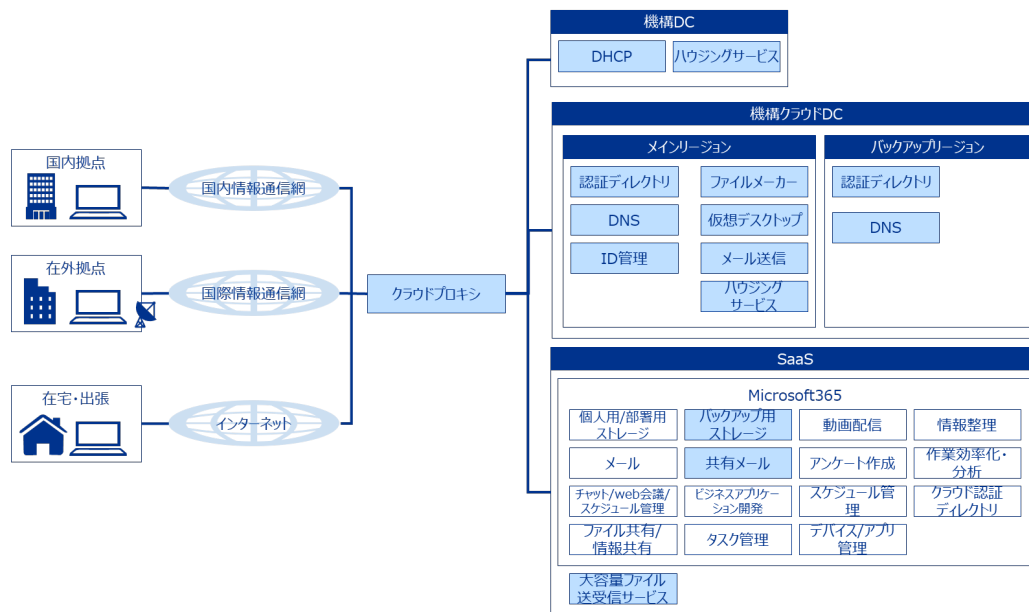 国内拠点
在外拠点
在宅・出張
国内情報通信網
国際情報通信網
インターネット
クラウドプロキシ
機構DC
DHCP
ハウジングサービス
機構クラウドDC
メインリージョン
認証ディレクトリ
ファイルメーカー
DNS
仮想デスクトップ
ID管理
メール送信
ハウジング
サービス
バックアップリージョン
認証ディレクトリ
DNS
SaaS
Microsoft365
個人用/部署用
ストレージ
バックアップ用
ストレージ
動画配信
情報整理
メール
共有メール
アンケート作成
作業効率化・
分析
チャット/web会議/
スケジュール管理
ビジネスアプリケー
ション開発
スケジュール管
理
クラウド認証
ディレクトリ
ファイル共有/
情報共有
タスク管理
デバイス/アプリ
管理
大容量ファイル
送受信サービス